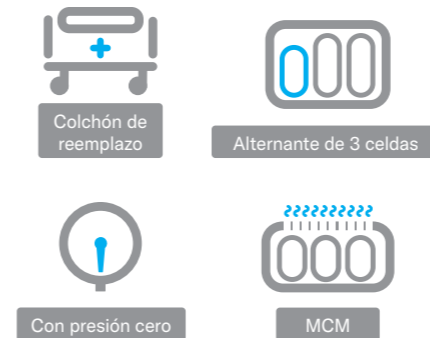 Colchón de
reemplazo
Alternante de 3 celdas
Con presión cero
MCM